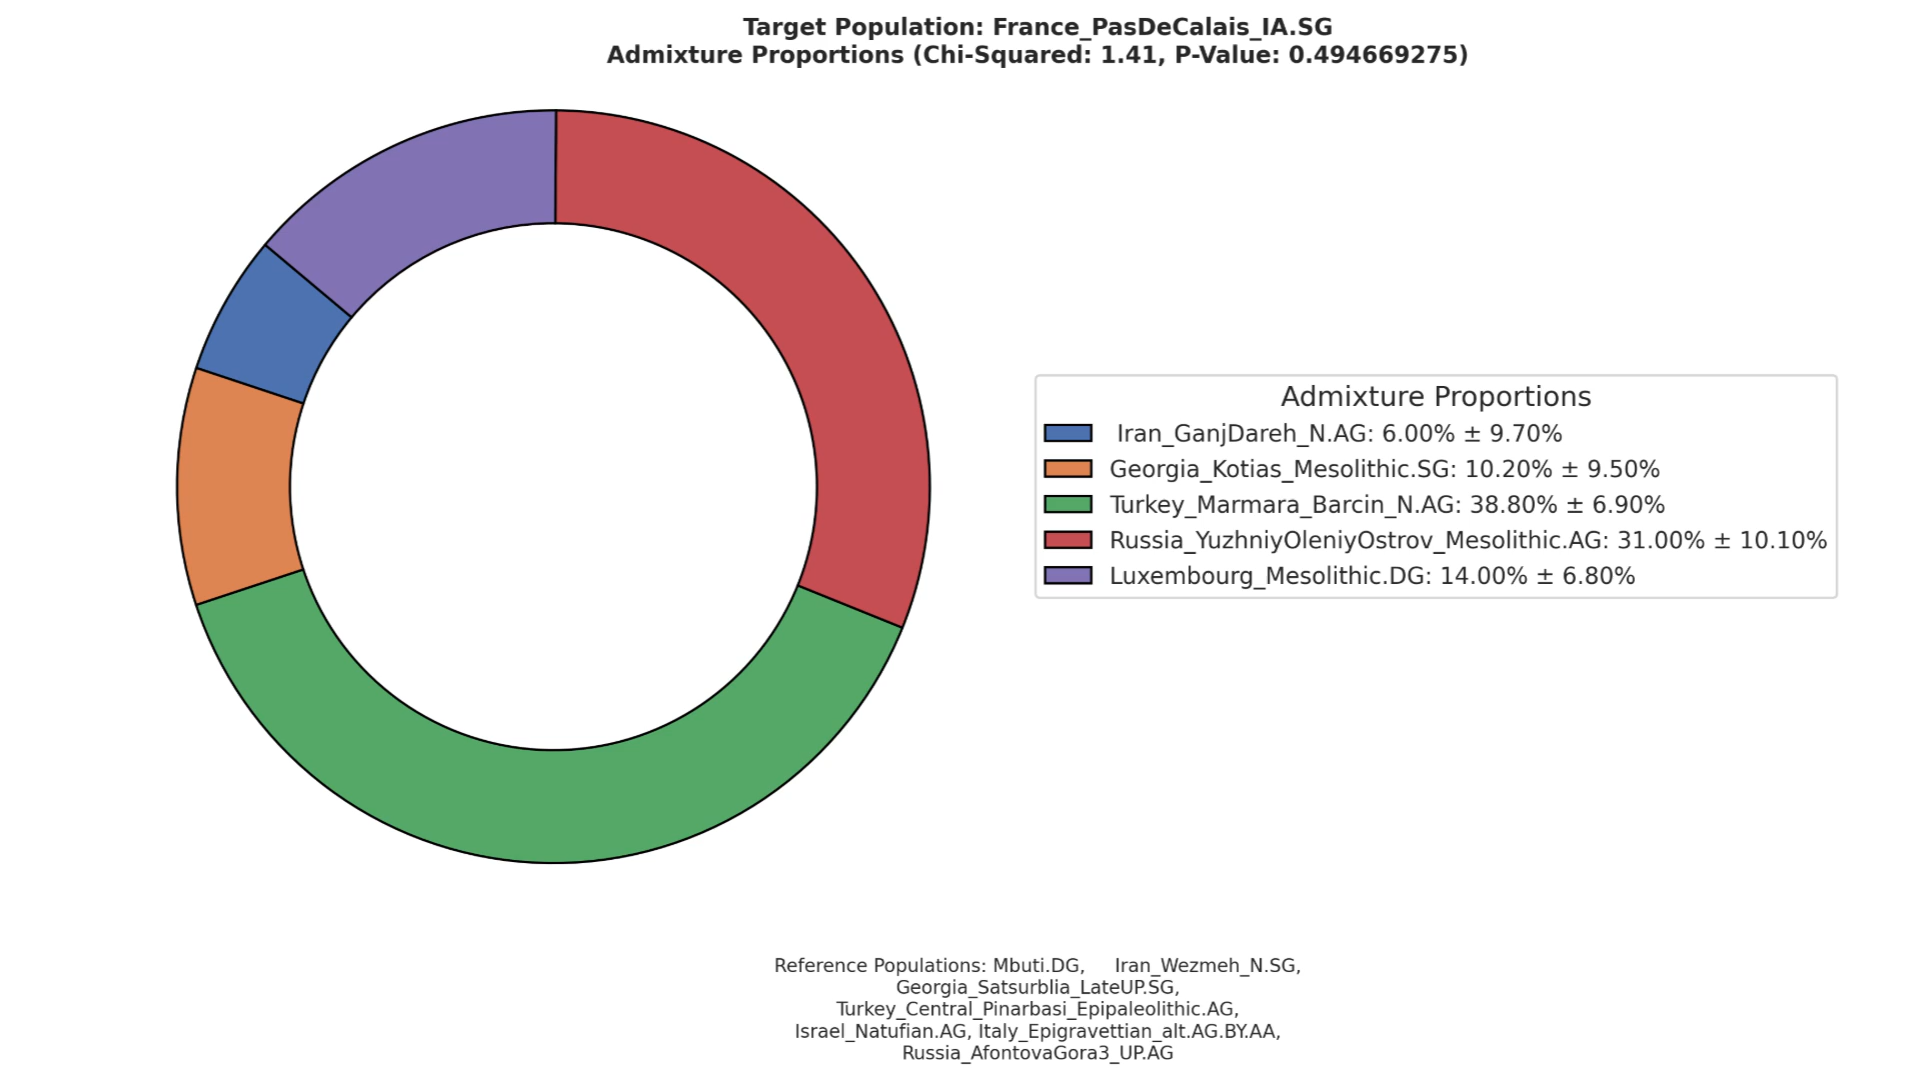 Target Population: France_PasDeCalais_IA.SG
Admixture Proportions (Chi-Squared: 1.41, P-Value: 0.494669275)
Admixture Proportions
Iran_GanjDareh_N.AG: 6.00% ± 9.70%
Georgia_Kotias_Mesolithic.SG: 10.20% ± 9.50%
Turkey_Marmara_Barcin_N.AG: 38.80% ± 6.90%
Russia_YuzhniyOleniyOstrov_Mesolithic.AG: 31.00% ± 10.10%
Luxembourg_Mesolithic.DG: 14.00% ± 6.80%
Reference Populations: Mbuti.DG, Iran_Wezmeh_N.SG,
Georgia_Satsurblia_LateUP.SG,
Turkey_Central_Pinarbasi_Epipaleolithic.AG,
Israel_Natufian.AG, Italy_Epigravettian_alt.AG.BY.AA,
Russia_AfontovaGora3_UP.AG